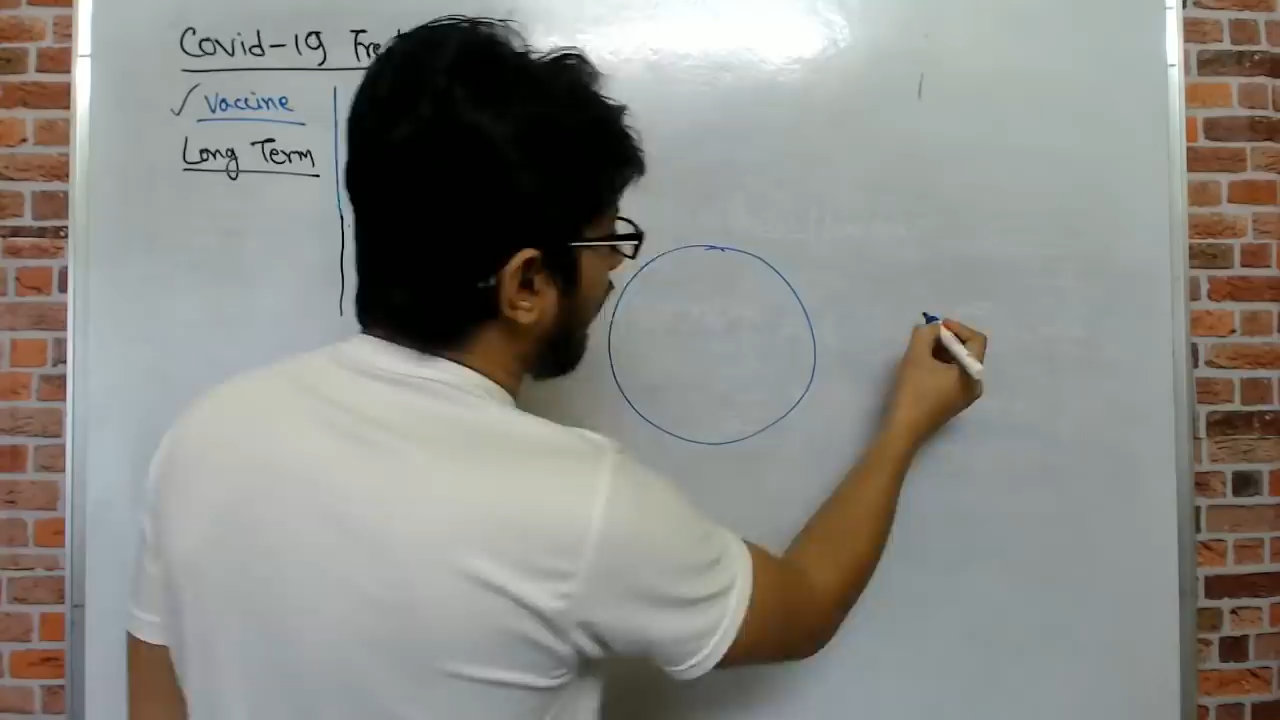 Covid-19
✓ Vaccine
Long Term